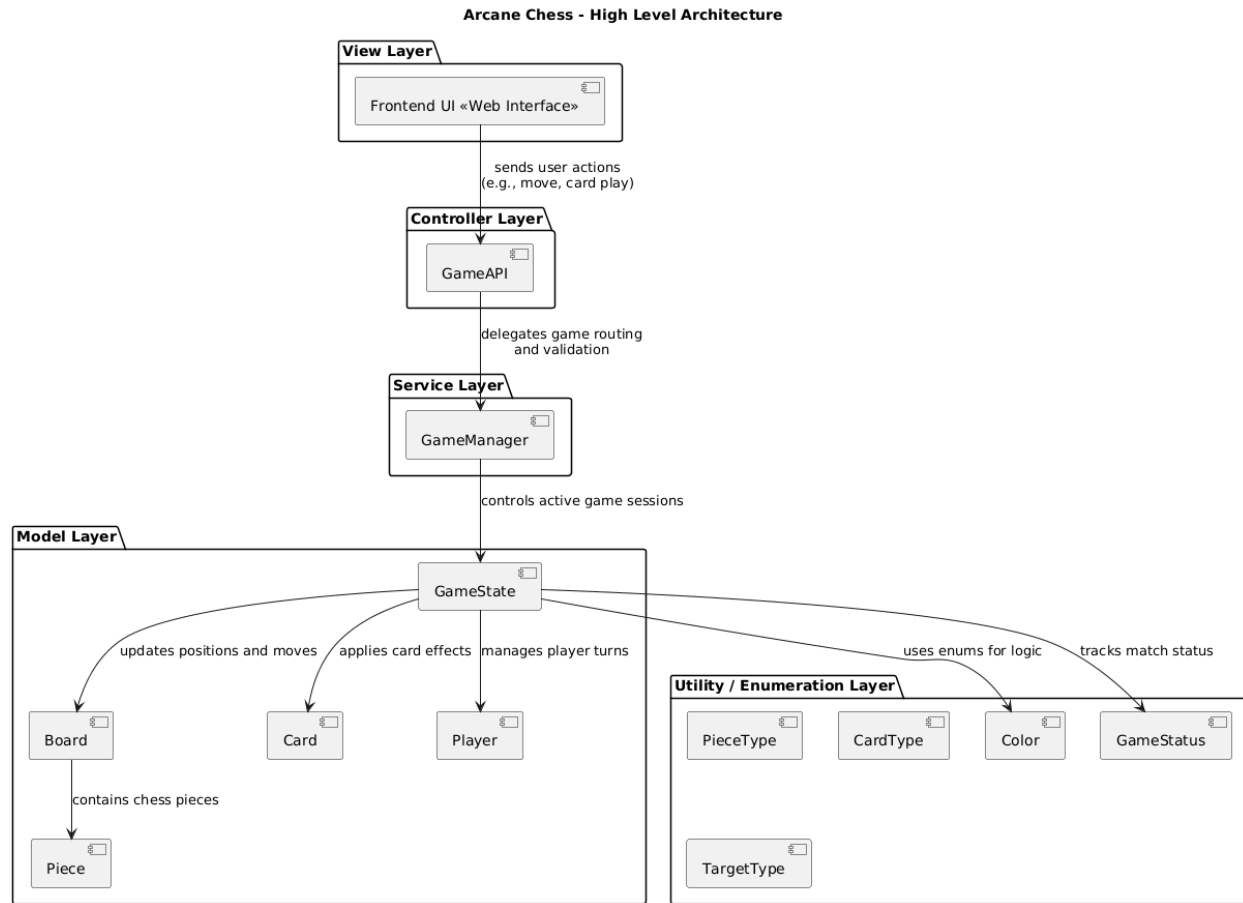 Arcane Chess - High Level Architecture
View Layer
Frontend UI «Web Interface»
sends user actions
(e.g., move, card play)
Controller Layer
GameAPI
delegates game routing
and validation
Service Layer
GameManager
controls active game sessions
Model Layer
GameState
updates positions and moves
applies card effects
manages player turns
uses enums for logic
tracks match status
Utility / Enumeration Layer
Board
Card
Player
PieceType
CardType
Color
GameStatus
contains chess pieces
Piece
TargetType